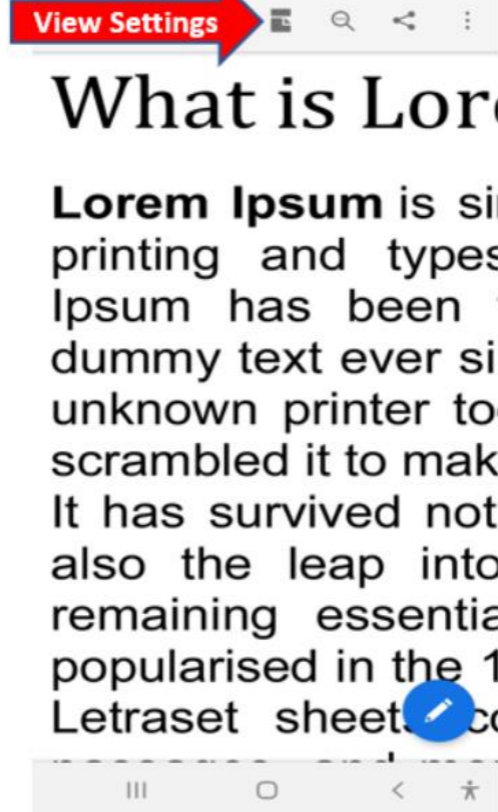 View Settings
What is Lor
Lorem Ipsum is si
printing and types
Ipsum has been
dummy text ever si
unknown printer to
scrambled it to mak
It has survived not
also the leap into
remaining essentia
popularised in the 1
Letraset sheet